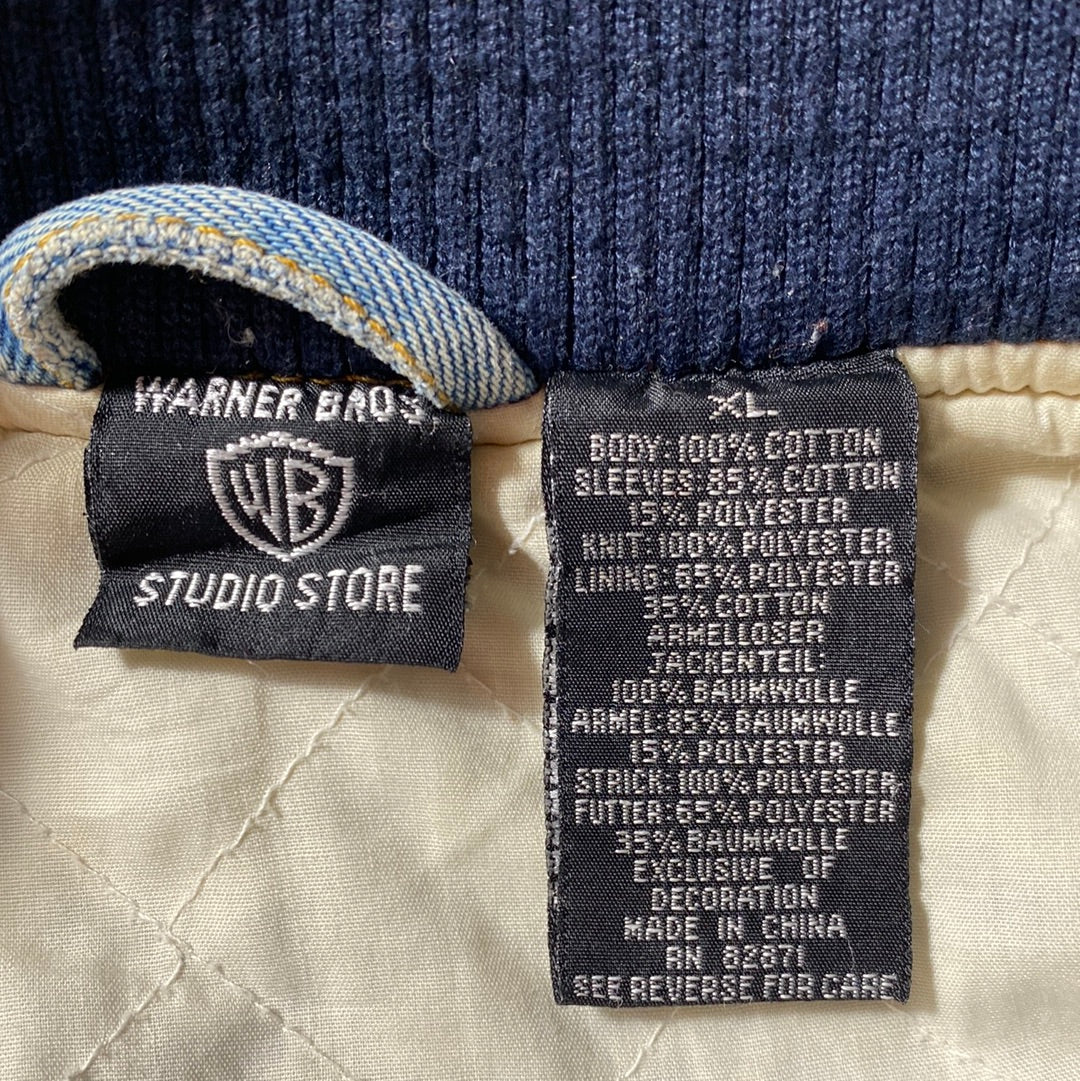 WARNER BROS
WB
STUDIO STORE
XL
BODY: 100% COTTON
SLEEVES: 85% COTTON
15% POLYESTER
KNIT: 100% POLYESTER
LINING: 65% POLYESTER
35% COTTON
ARMELLOSER
JACKENTEIL:
100% BAUMWOLLE
ARMEL: 85% BAUMWOLLE
15% POLYESTER
STRICK: 100% POLYESTER
FUTTER: 65% POLYESTER
35% BAUMWOLLE
EXCLUSIVE OF
DECORATION
MADE IN CHINA
RN 82871
SEE REVERSE FOR CARE